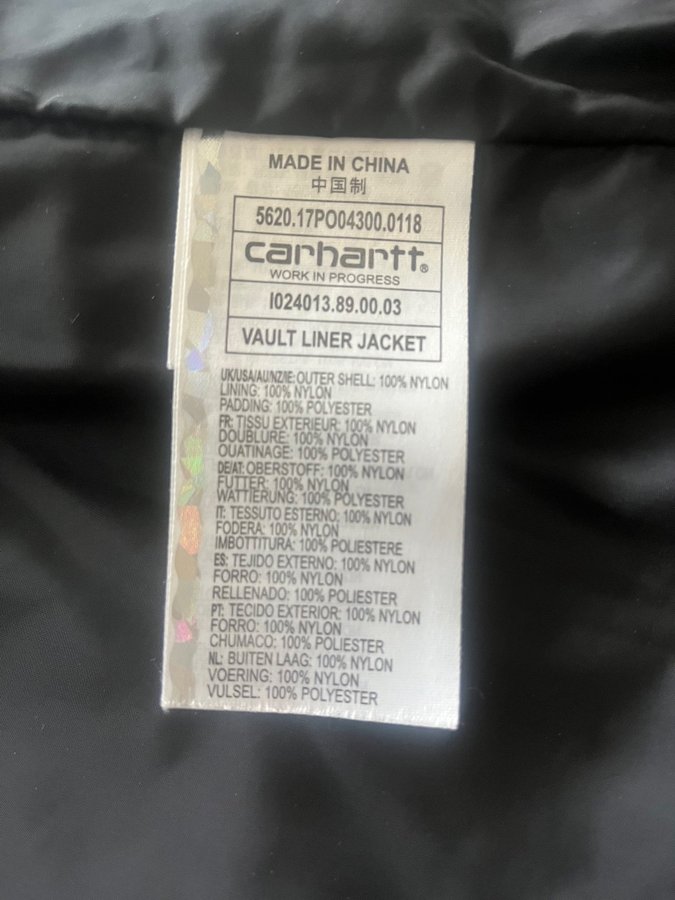 MADE IN CHINA
中国制
5620.17PO04300.0118
carhartt®
WORK IN PROGRESS
I024013.89.00.03
VAULT LINER JACKET
UK/USA/AU/NZ/IE: OUTER SHELL: 100% NYLON
LINING: 100% NYLON
PADDING: 100% POLYESTER
FR: TISSU EXTERIEUR: 100% NYLON
DOUBLURE: 100% NYLON
OUATINAGE: 100% POLYESTER
DE/AT: OBERSTOFF: 100% NYLON
FUTTER: 100% NYLON
WATTIERUNG: 100% POLYESTER
IT: TESSUTO ESTERNO: 100% NYLON
FODERA: 100% NYLON
IMBOTTITURA: 100% POLIESTERE
ES: TEJIDO EXTERNO: 100% NYLON
FORRO: 100% NYLON
RELLENADO: 100% POLIESTER
PT: TECIDO EXTERIOR: 100% NYLON
FORRO: 100% NYLON
CHUMACO: 100% POLIESTER
NL: BUITEN LAAG: 100% NYLON
VOERING: 100% NYLON
VULSEL: 100% POLYESTER